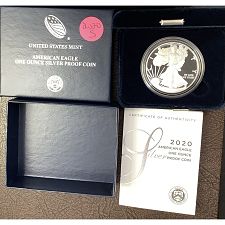 2020
S
UNITED STATES MINT
AMERICAN EAGLE
ONE OUNCE SILVER PROOF COIN
CERTIFICATE OF AUTHENTICITY
2020
AMERICAN EAGLE
ONE OUNCE
Silver PROOF COIN